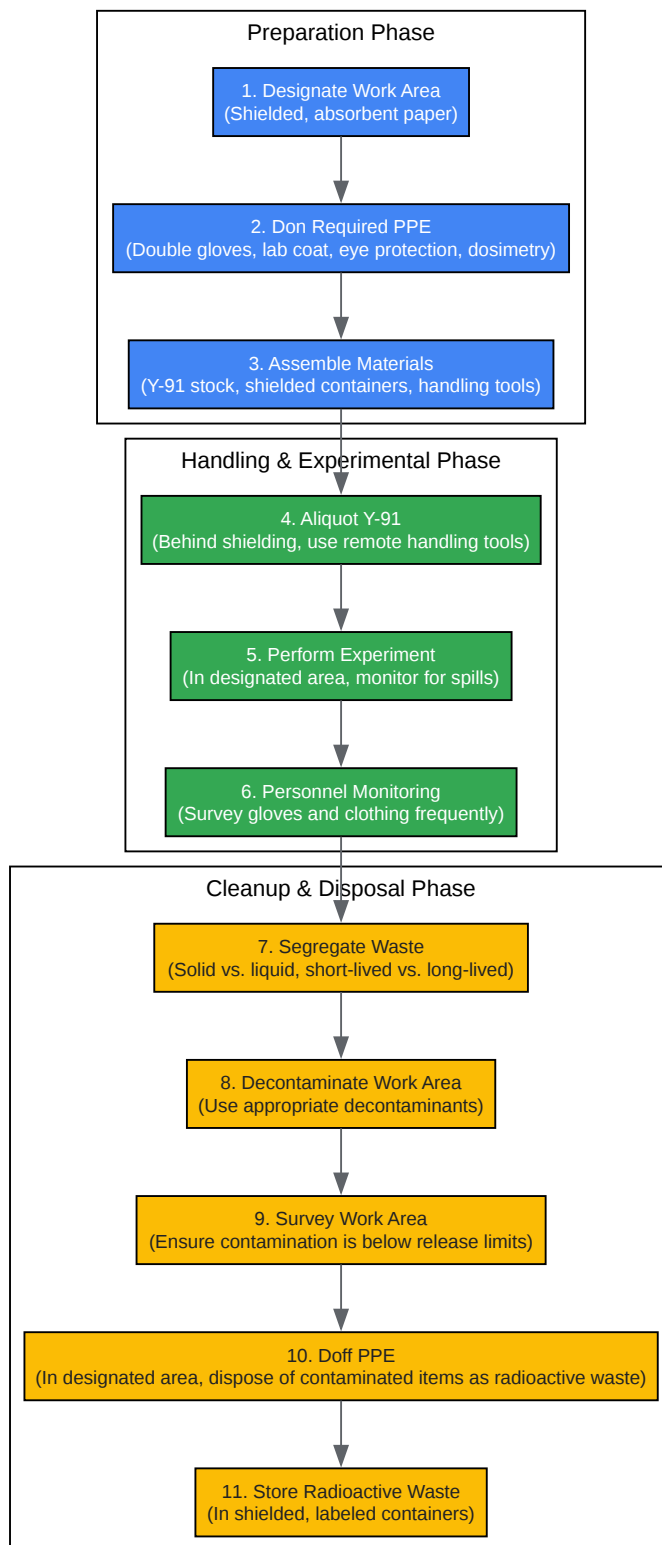 Preparation Phase
1. Designate Work Area
(Shielded, absorbent paper)
2. Don Required PPE
(Double gloves, lab coat, eye protection, dosimetry)
3. Assemble Materials
(Y-91 stock, shielded containers, handling tools)
Handling & Experimental Phase
4. Aliquot Y-91
(Behind shielding, use remote handling tools)
5. Perform Experiment
(In designated area, monitor for spills)
6. Personnel Monitoring
(Survey gloves and clothing frequently)
Cleanup & Disposal Phase
7. Segregate Waste
(Solid vs. liquid, short-lived vs. long-lived)
8. Decontaminate Work Area
(Use appropriate decontaminants)
9. Survey Work Area
(Ensure contamination is below release limits)
10. Doff PPE
(In designated area, dispose of contaminated items as radioactive waste)
11. Store Radioactive Waste
(In shielded, labeled containers)